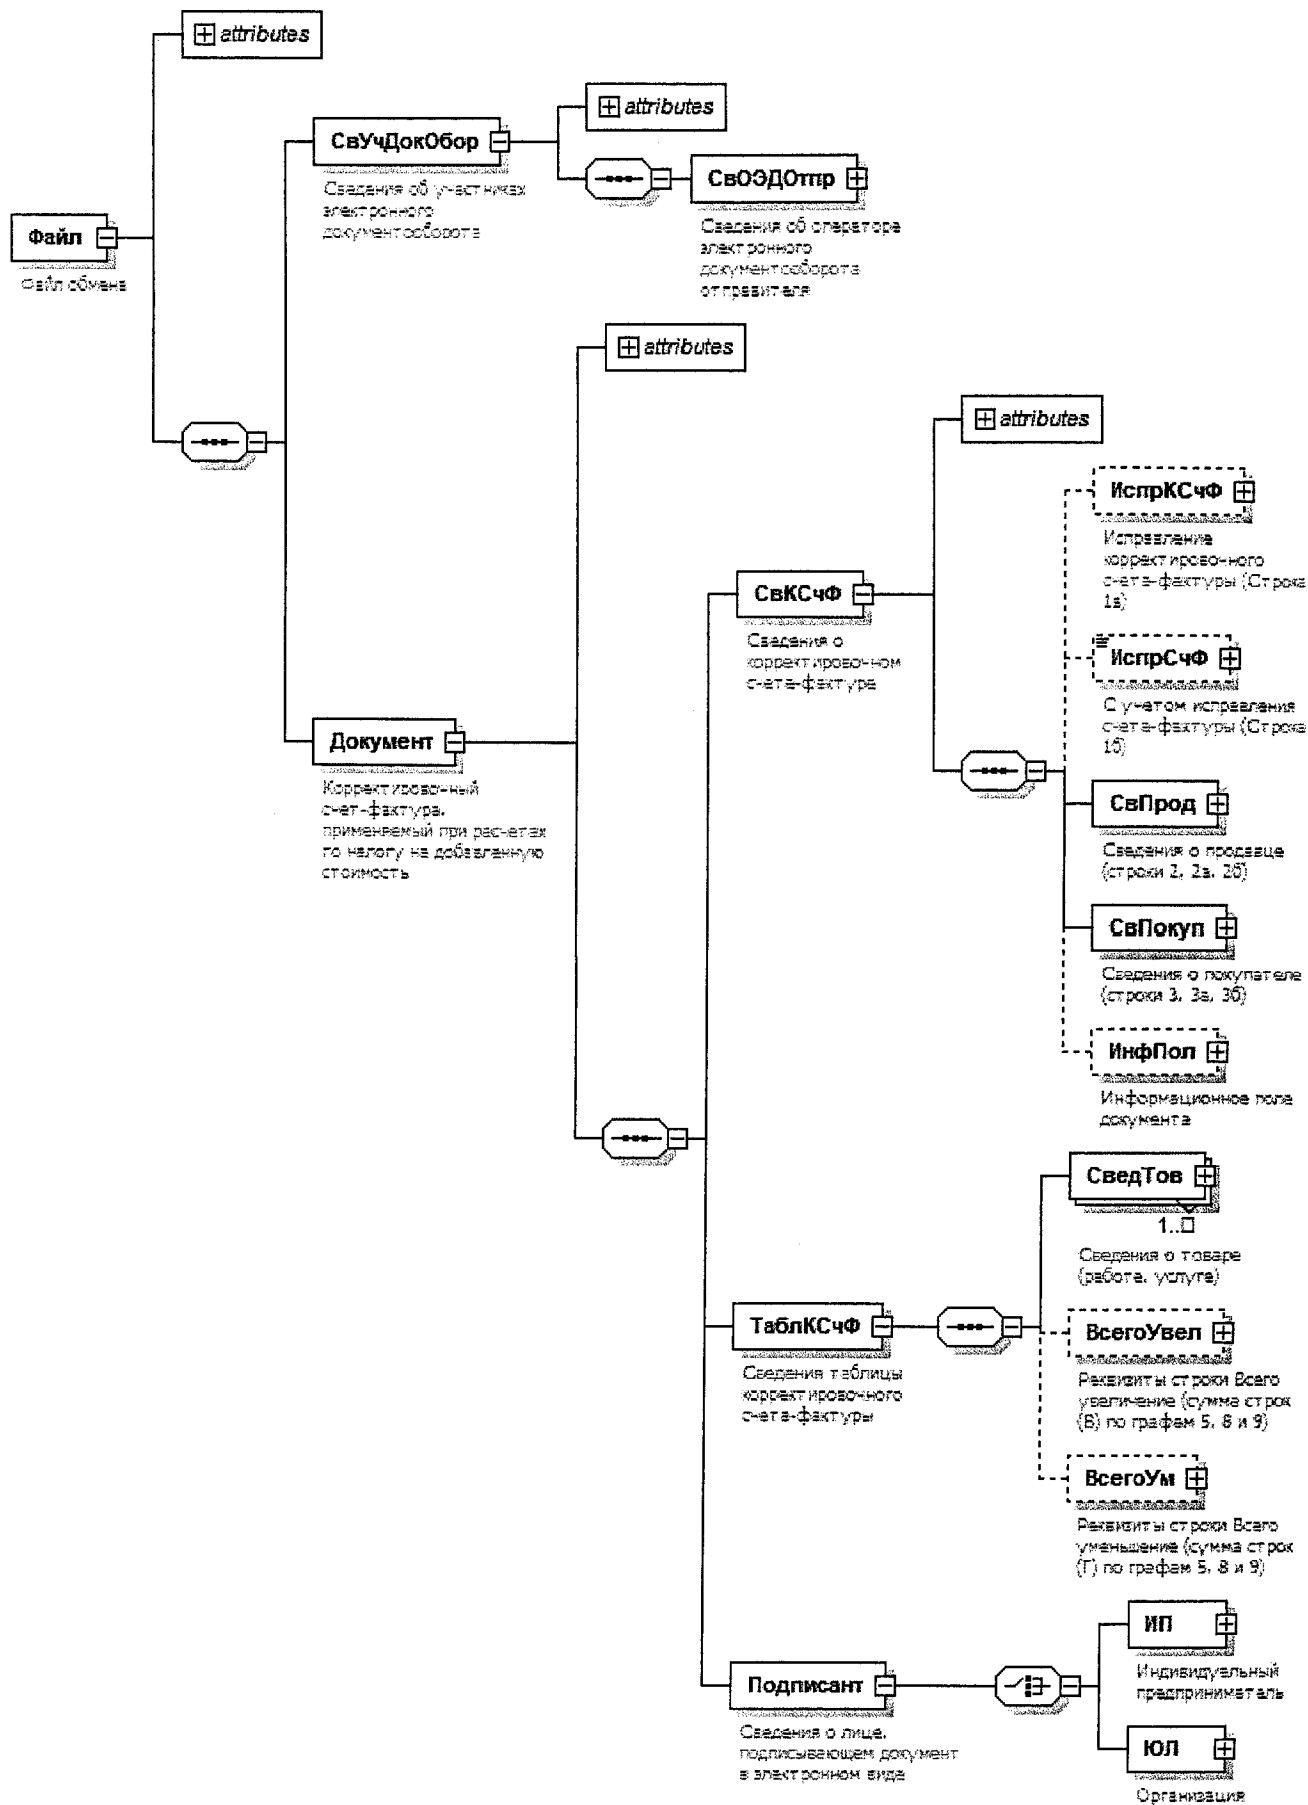 attributes
attributes
СвУчДокОбор
СвОЭДОтпр
Сведения об участниках
электронного
документооборота
Файл
Файл обмена
Сведения об операторе
электронного
документооборота
отправителя
attributes
attributes
ИспрКСчФ
Исправление
корректировочного
счета-фактуры (Строка
1а)
СвКСчФ
Сведения о
корректировочном
счете-фактуре
ИспрСчФ
С учетом исправления
счета-фактуры (Строка
1б)
Документ
Корректировочный
счет-фактура,
применяемый при расчетах
по налогу на добавленную
стоимость
СвПрод
Сведения о продавце
(строки 2, 2а, 2б)
СвПокуп
Сведения о покупателе
(строки 3, 3а, 3б)
ИнфПол
Информационное поле
документа
СведТов
1..
Сведения о товаре
(работе, услуге)
ТаблКСчФ
Сведения таблицы
корректировочного
счета-фактуры
ВсегоУвел
Реквизиты строки Всего
увеличение (сумма строк
(В) по графам 5, 8 и 9)
ВсегоУм
Реквизиты строки Всего
уменьшение (сумма строк
(Г) по графам 5, 8 и 9)
ИП
Индивидуальный
предприниматель
Подписант
Сведения о лице,
подписывающем документ
в электронном виде
ЮЛ
Организация